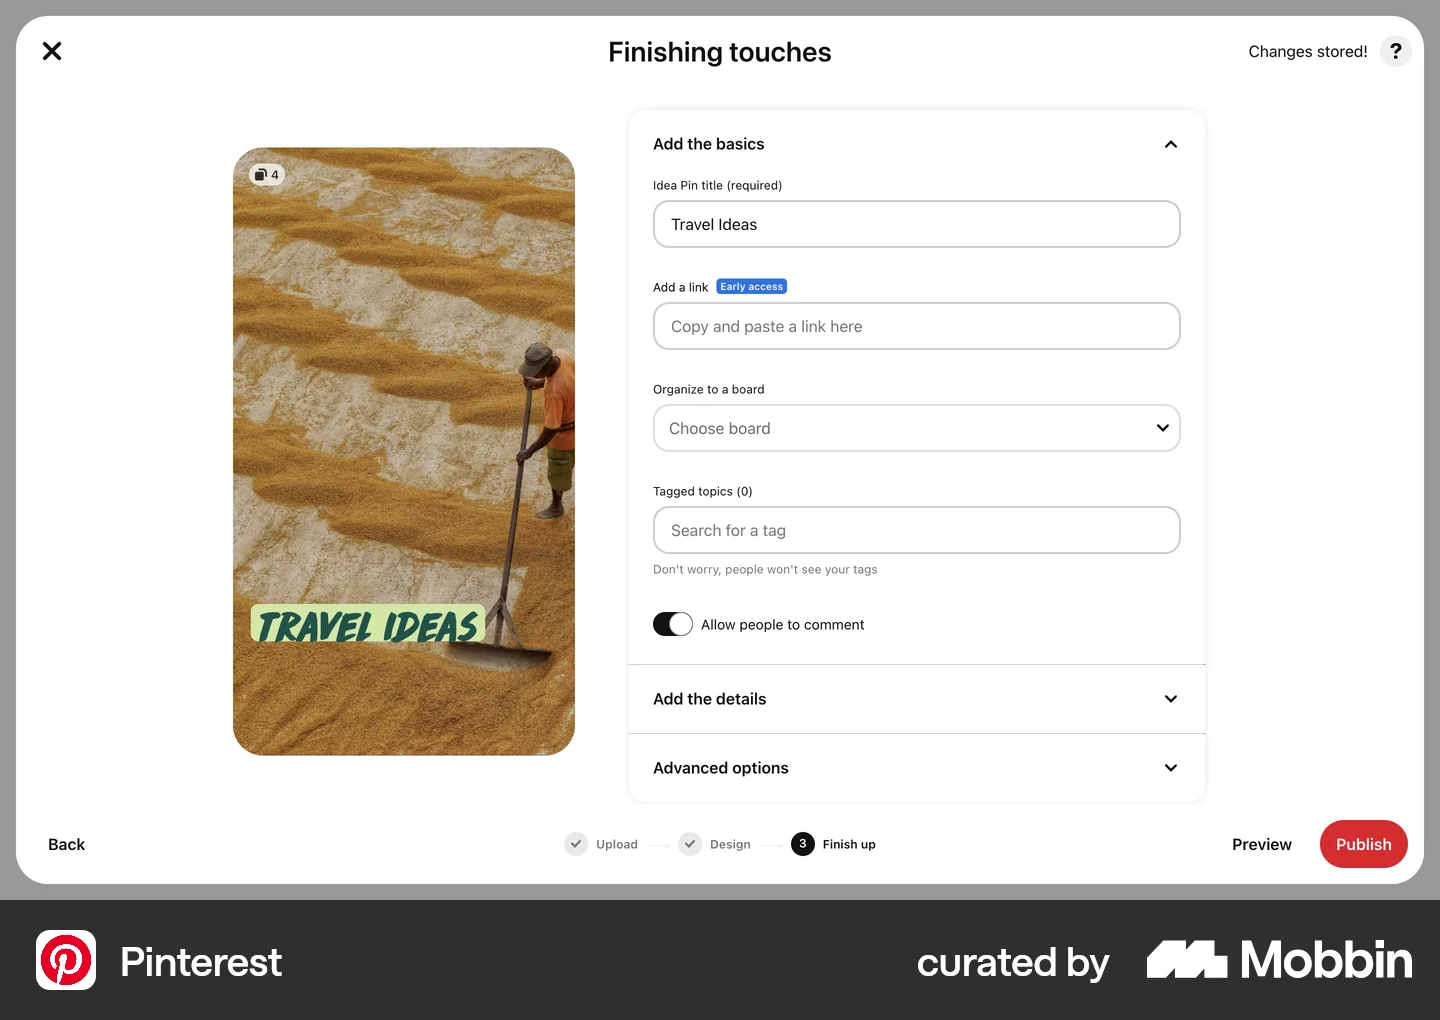 Finishing touches
Changes stored!
?
4
TRAVEL IDEAS
Add the basics
Idea Pin title (required)
Travel Ideas
Add a link Early access
Copy and paste a link here
Organize to a board
Choose board
Tagged topics (0)
Search for a tag
Don't worry, people won't see your tags
Allow people to comment
Add the details
Advanced options
Back
Upload
Design
3 Finish up
Preview
Publish
Pinterest
curated by Mobbin